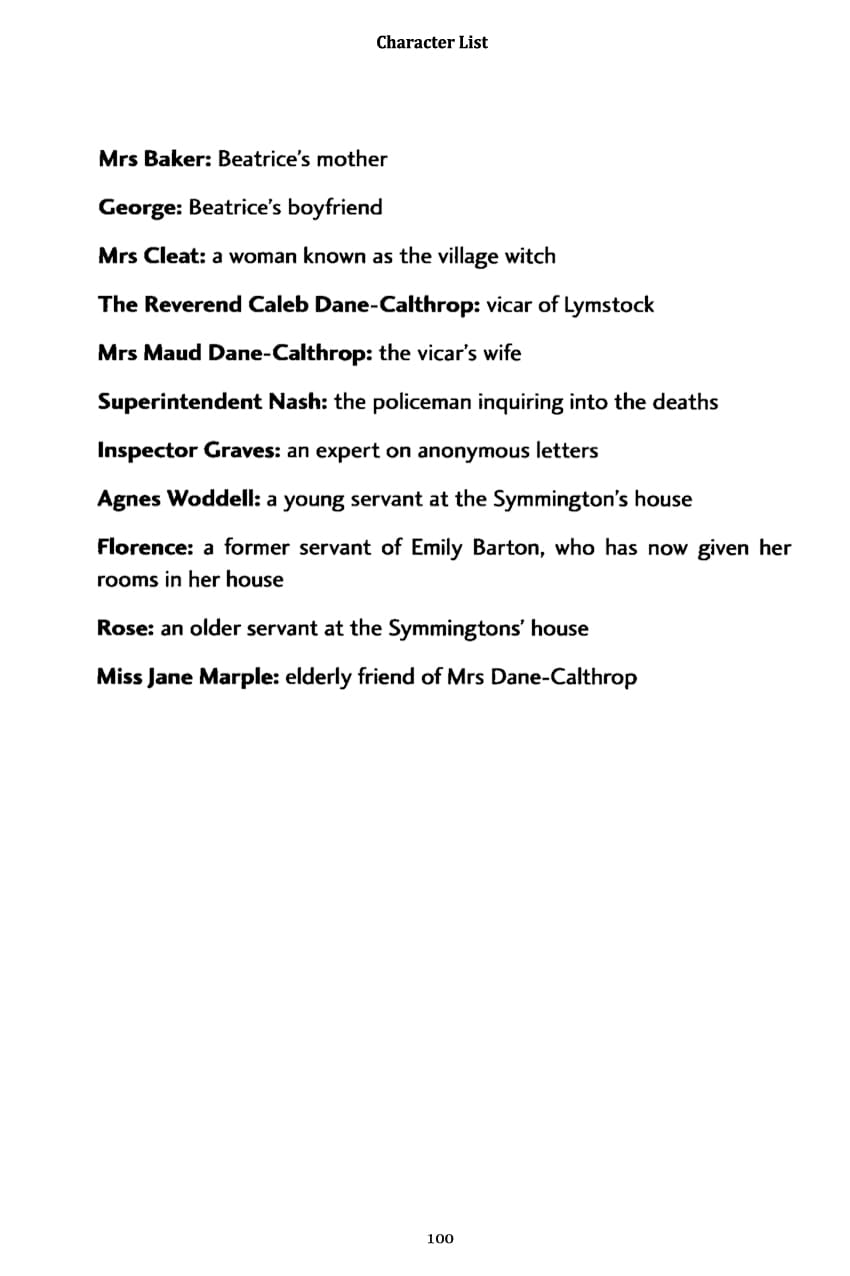 Character List
Mrs Baker: Beatrice's mother
George: Beatrice's boyfriend
Mrs Cleat: a woman known as the village witch
The Reverend Caleb Dane-Calthrop: vicar of Lymstock
Mrs Maud Dane-Calthrop: the vicar's wife
Superintendent Nash: the policeman inquiring into the deaths
Inspector Graves: an expert on anonymous letters
Agnes Woddell: a young servant at the Symmington's house
Florence: a former servant of Emily Barton, who has now given her
rooms in her house
Rose: an older servant at the Symmingtons' house
Miss Jane Marple: elderly friend of Mrs Dane-Calthrop
100